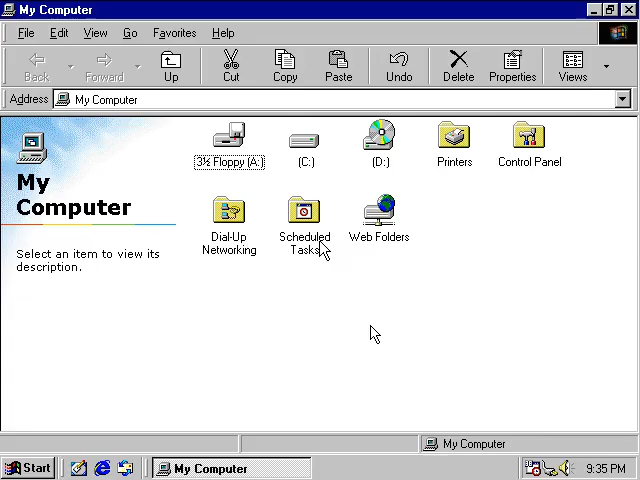 My Computer
File Edit View Go Favorites Help
Back Forward Up Cut Copy Paste Undo Delete Properties Views
Address My Computer
3½ Floppy (A:) (C:) (D:) Printers Control Panel
My
Computer
Dial-Up Scheduled Web Folders
Networking Tasks
Select an item to view its
description.
My Computer
Start My Computer 9:35 PM